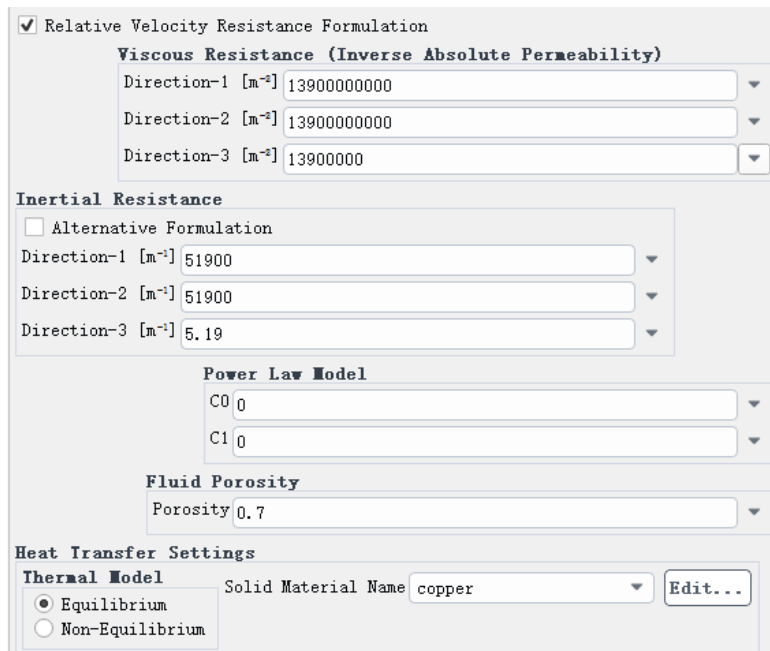 Relative Velocity Resistance Formulation
Viscous Resistance (Inverse Absolute Permeability)
Direction-1 [m⁻²] 13900000000
Direction-2 [m⁻²] 13900000000
Direction-3 [m⁻²] 13900000
Inertial Resistance
Alternative Formulation
Direction-1 [m⁻¹] 51900
Direction-2 [m⁻¹] 51900
Direction-3 [m⁻¹] 5.19
Power Law Model
C0 0
C1 0
Fluid Porosity
Porosity 0.7
Heat Transfer Settings
Thermal Model
Solid Material Name copper Edit...
Equilibrium
Non-Equilibrium